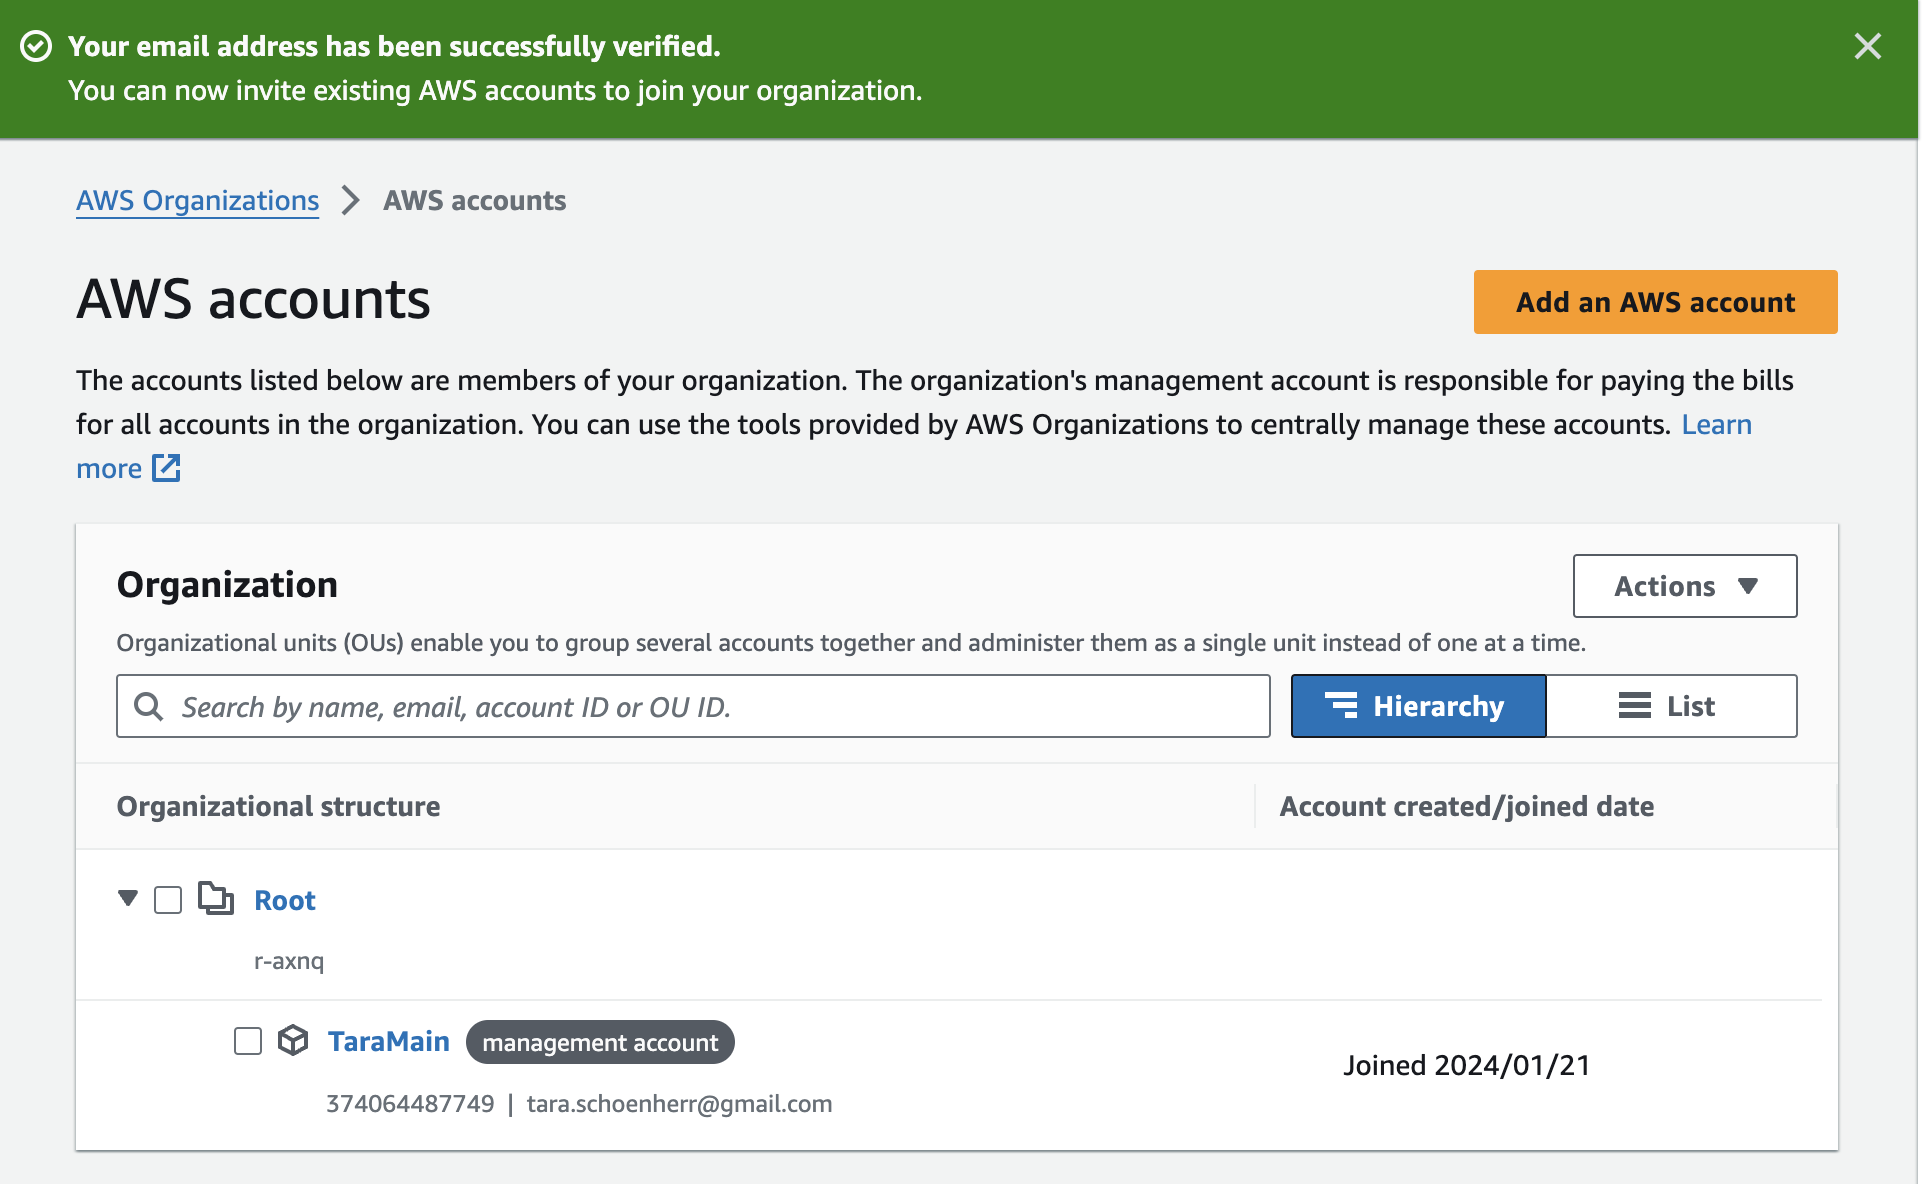 Your email address has been successfully verified.
You can now invite existing AWS accounts to join your organization.
AWS Organizations
AWS accounts
AWS accounts
Add an AWS account
The accounts listed below are members of your organization. The organization's management account is responsible for paying the bills
for all accounts in the organization. You can use the tools provided by AWS Organizations to centrally manage these accounts. Learn
more
Organization
Actions
Organizational units (OUs) enable you to group several accounts together and administer them as a single unit instead of one at a time.
Search by name, email, account ID or OU ID.
Hierarchy
List
Organizational structure
Account created/joined date
Root
r-axnq
TaraMain
management account
Joined 2024/01/21
374064487749 | tara.schoenherr@gmail.com